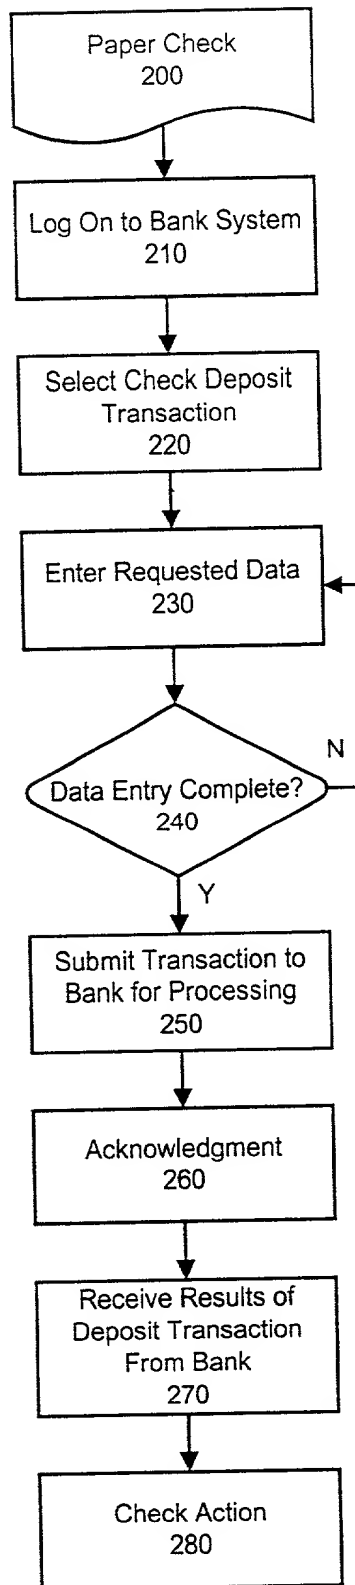 Paper Check
200
Log On to Bank System
210
Select Check Deposit
Transaction
220
Enter Requested Data
230
N
Data Entry Complete?
240
Y
Submit Transaction to
Bank for Processing
250
Acknowledgment
260
Receive Results of
Deposit Transaction
From Bank
270
Check Action
280